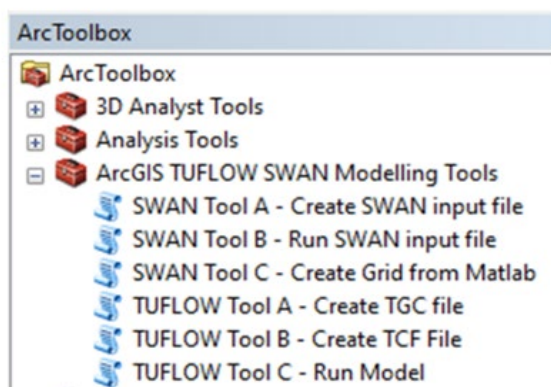 ArcToolbox
ArcToolbox
3D Analyst Tools
Analysis Tools
ArcGIS TUFLOW SWAN Modelling Tools
SWAN Tool A - Create SWAN input file
SWAN Tool B - Run SWAN input file
SWAN Tool C - Create Grid from Matlab
TUFLOW Tool A - Create TGC file
TUFLOW Tool B - Create TCF File
TUFLOW Tool C - Run Model